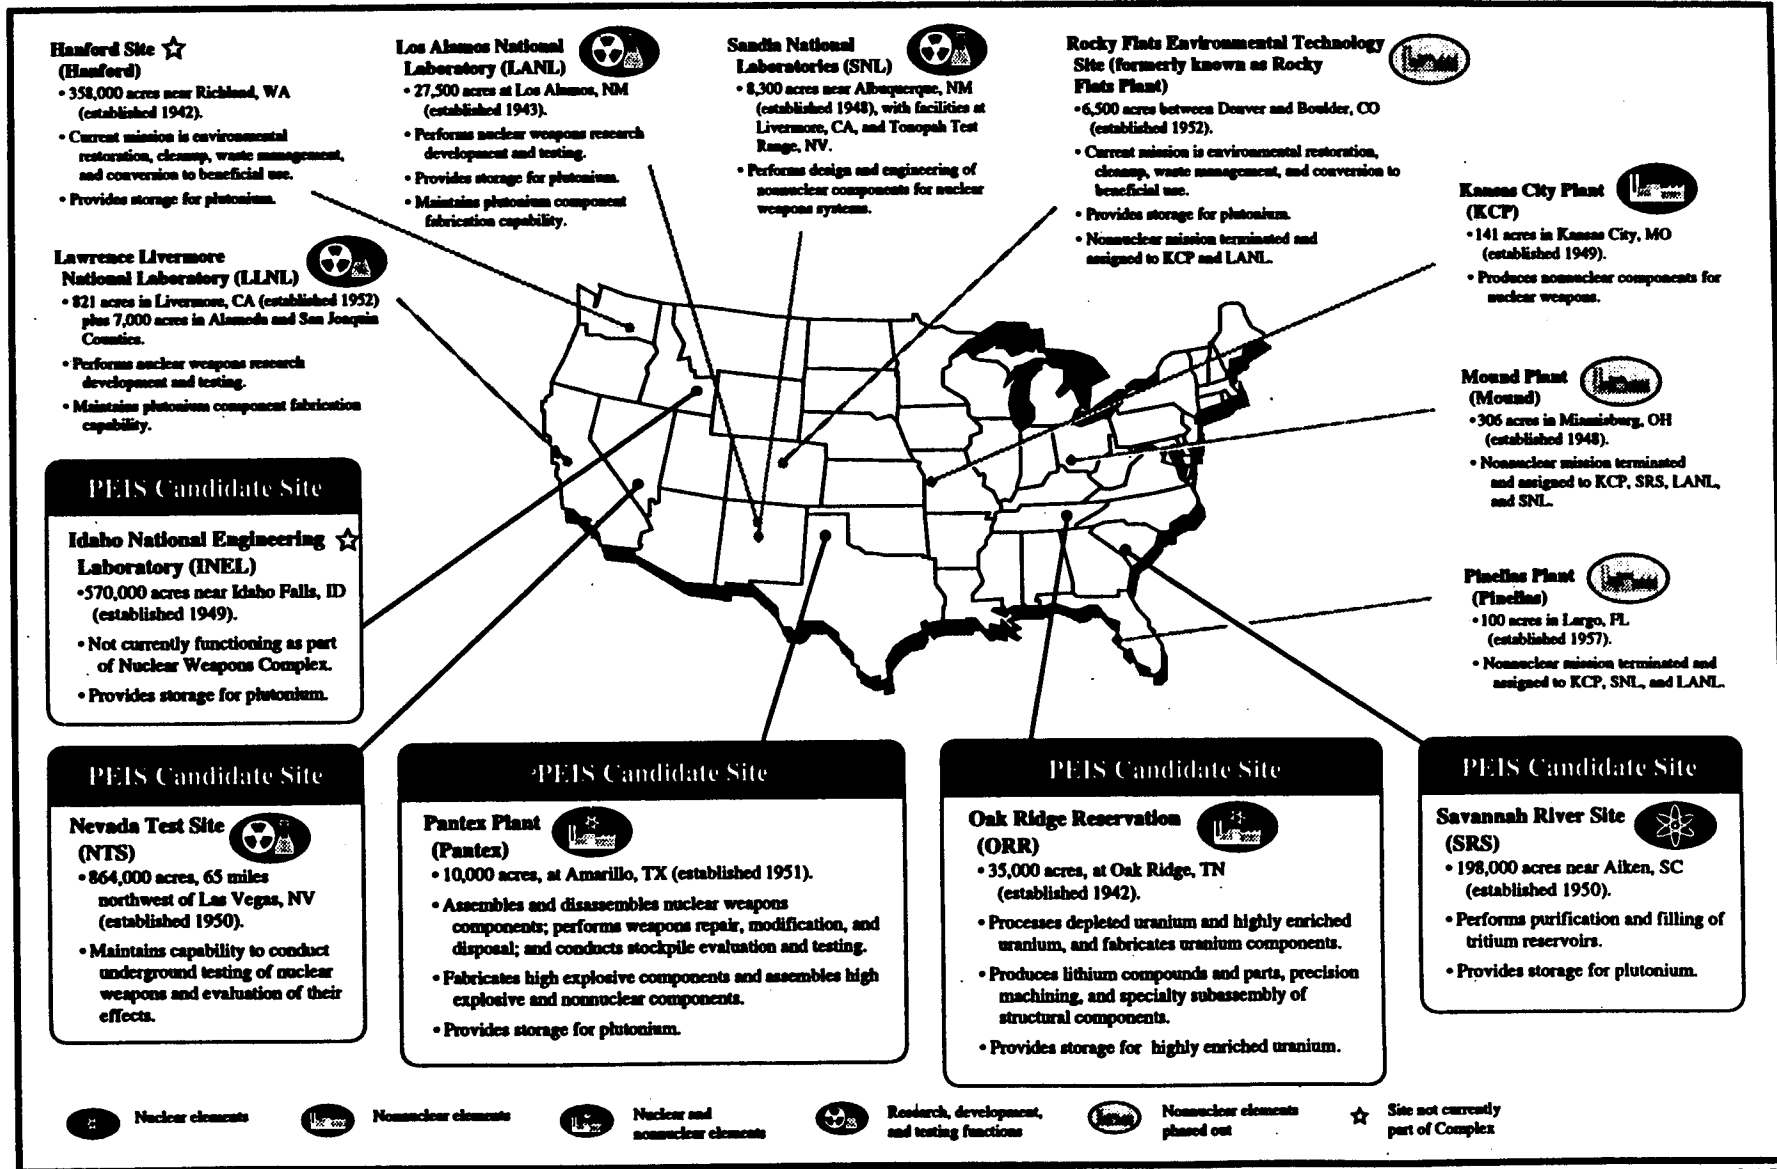 Hanford Site
(Hanford)
• 358,000 acres near Richland, WA
(established 1942).
• Current mission is environmental
restoration, cleanup, waste management,
and conversion to beneficial use.
• Provides storage for plutonium.
Los Alamos National
Laboratory (LANL)
• 27,500 acres at Los Alamos, NM
(established 1943).
• Performs nuclear weapons research
development and testing.
• Provides storage for plutonium.
• Maintains plutonium component
fabrication capability.
Sandia National
Laboratories (SNL)
• 8,300 acres near Albuquerque, NM
(established 1948), with facilities at
Livermore, CA, and Tonopah Test
Range, NV.
• Performs design and engineering of
nonnuclear components for nuclear
weapons systems.
Rocky Flats Environmental Technology
Site (formerly known as Rocky
Flats Plant)
• 6,500 acres between Denver and Boulder, CO
(established 1952).
• Current mission is environmental restoration,
cleanup, waste management, and conversion to
beneficial use.
• Provides storage for plutonium.
• Nonnuclear mission terminated and
assigned to KCP and LANL.
Kansas City Plant
(KCP)
• 141 acres in Kansas City, MO
(established 1949).
• Produces nonnuclear components for
nuclear weapons.
Lawrence Livermore
National Laboratory (LLNL)
• 821 acres in Livermore, CA (established 1952)
plus 7,000 acres in Alameda and San Joaquin
Counties.
• Performs nuclear weapons research
development and testing.
• Maintains plutonium component fabrication
capability.
Mound Plant
(Mound)
• 306 acres in Miamisburg, OH
(established 1948).
• Nonnuclear mission terminated
and assigned to KCP, SRS, LANL,
and SNL.
Pinellas Plant
(Pinellas)
• 100 acres in Largo, FL
(established 1957).
• Nonnuclear mission terminated and
assigned to KCP, SNL, and LANL.
PEIS Candidate Site
Idaho National Engineering
Laboratory (INEL)
• 570,000 acres near Idaho Falls, ID
(established 1949).
• Not currently functioning as part
of Nuclear Weapons Complex.
• Provides storage for plutonium.
PEIS Candidate Site
Nevada Test Site
(NTS)
• 864,000 acres, 65 miles
northwest of Las Vegas, NV
(established 1950).
• Maintains capability to conduct
underground testing of nuclear
weapons and evaluation of their
effects.
PEIS Candidate Site
Pantex Plant
(Pantex)
• 10,000 acres, at Amarillo, TX (established 1951).
• Assembles and disassembles nuclear weapons
components; performs weapons repair, modification, and
disposal; and conducts stockpile evaluation and testing.
• Fabricates high explosive components and assembles high
explosive and nonnuclear components.
• Provides storage for plutonium.
PEIS Candidate Site
Oak Ridge Reservation
(ORR)
• 35,000 acres, at Oak Ridge, TN
(established 1942).
• Processes depleted uranium and highly enriched
uranium, and fabricates uranium components.
• Produces lithium compounds and parts, precision
machining, and specialty subassembly of
structural components.
• Provides storage for highly enriched uranium.
PEIS Candidate Site
Savannah River Site
(SRS)
• 198,000 acres near Aiken, SC
(established 1950).
• Performs purification and filling of
tritium reservoirs.
• Provides storage for plutonium.
Nuclear elements
Nonnuclear elements
Nuclear and
nonnuclear elements
Research, development,
and testing functions
Nonnuclear elements
phased out
Site not currently
part of Complex